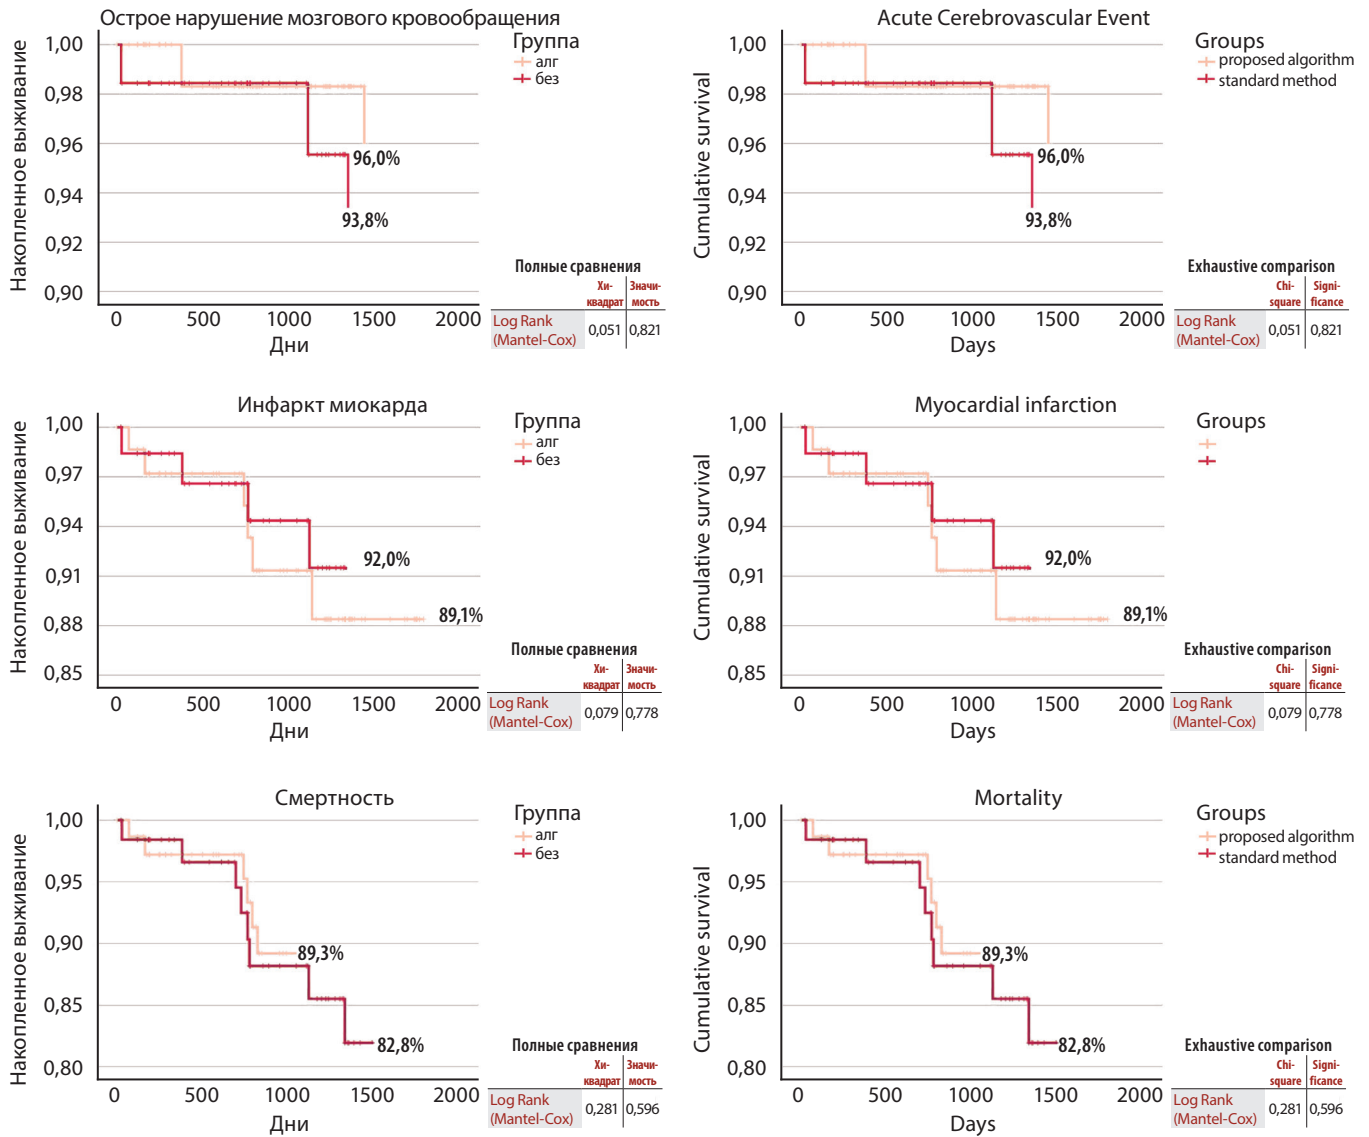 Острое нарушение мозгового кровообращения
Накопленное выживание
1,00
0,98
0,96
0,94
0,92
0,90
0 500 1000 1500 2000
Дни
96,0%
93,8%
Группа
алг
без
Полные сравнения
Хи-
квадрат
Значи-
мость
Log Rank
(Mantel-Cox)
0,051 0,821
Acute Cerebrovascular Event
Cumulative survival
1,00
0,98
0,96
0,94
0,92
0,90
0 500 1000 1500 2000
Days
96,0%
93,8%
Groups
proposed algorithm
standard method
Exhaustive comparison
Chi-
square
Signi-
ficance
Log Rank
(Mantel-Cox)
0,051 0,821
Инфаркт миокарда
Накопленное выживание
1,00
0,97
0,94
0,91
0,88
0,85
0 500 1000 1500 2000
Дни
92,0%
89,1%
Группа
алг
без
Полные сравнения
Хи-
квадрат
Значи-
мость
Log Rank
(Mantel-Cox)
0,079 0,778
Myocardial infarction
Cumulative survival
1,00
0,97
0,94
0,91
0,88
0,85
0 500 1000 1500 2000
Days
92,0%
89,1%
Groups
Exhaustive comparison
Chi-
square
Signi-
ficance
Log Rank
(Mantel-Cox)
0,079 0,778
Смертность
Накопленное выживание
1,00
0,95
0,90
0,85
0,80
0 500 1000 1500 2000
Дни
89,3%
82,8%
Группа
алг
без
Полные сравнения
Хи-
квадрат
Значи-
мость
Log Rank
(Mantel-Cox)
0,281 0,596
Mortality
Cumulative survival
1,00
0,95
0,90
0,85
0,80
0 500 1000 1500 2000
Days
89,3%
82,8%
Groups
proposed algorithm
standard method
Exhaustive comparison
Chi-
square
Signi-
ficance
Log Rank
(Mantel-Cox)
0,281 0,596